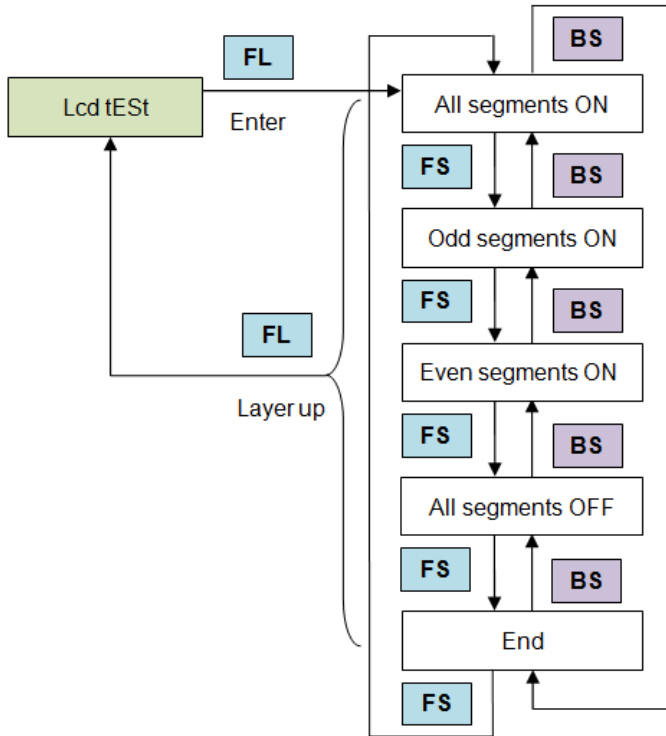 BS
FL
Lcd tESt
All segments ON
Enter
FS
BS
Odd segments ON
FS
BS
FL
Even segments ON
Layer up
FS
BS
All segments OFF
FS
BS
End
FS